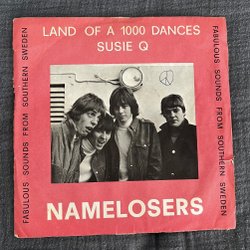 LAND OF A 1000 DANCES
SUSIE Q
FABULOUS SOUNDS FROM SOUTHERN SWEDEN
FABULOUS SOUNDS FROM SOUTHERN SWEDEN
NAMELOSERS